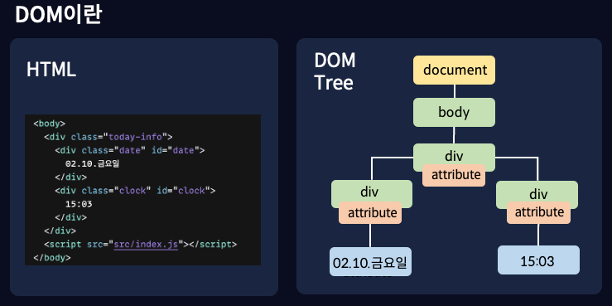 DOM이란
HTML
<body>
<div class="today-info">
<div class="date" id="date">
02.10.금요일
</div>
<div class="clock" id="clock">
15:03
</div>
</div>
<script src="src/index.js"></script>
</body>
DOM
Tree
document
body
div
attribute
div
attribute
div
attribute
02.10.금요일
15:03